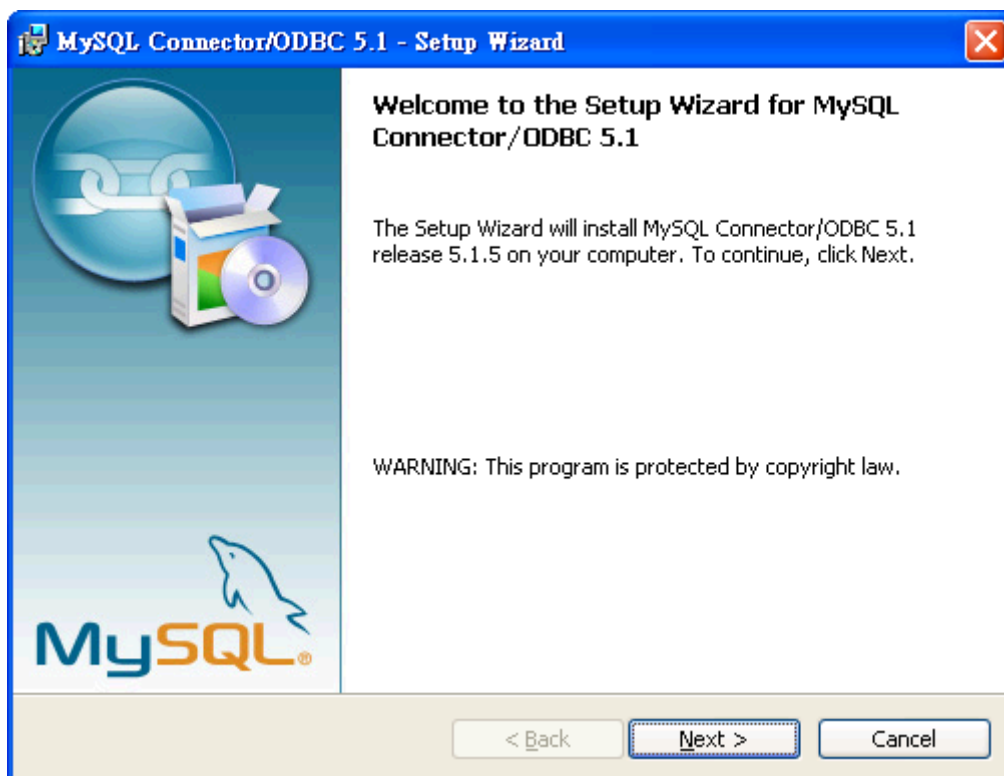 MySQL Connector/ODBC 5.1 - Setup Wizard
Welcome to the Setup Wizard for MySQL
Connector/ODBC 5.1
The Setup Wizard will install MySQL Connector/ODBC 5.1
release 5.1.5 on your computer. To continue, click Next.
WARNING: This program is protected by copyright law.
MySQL®
< Back
Next >
Cancel